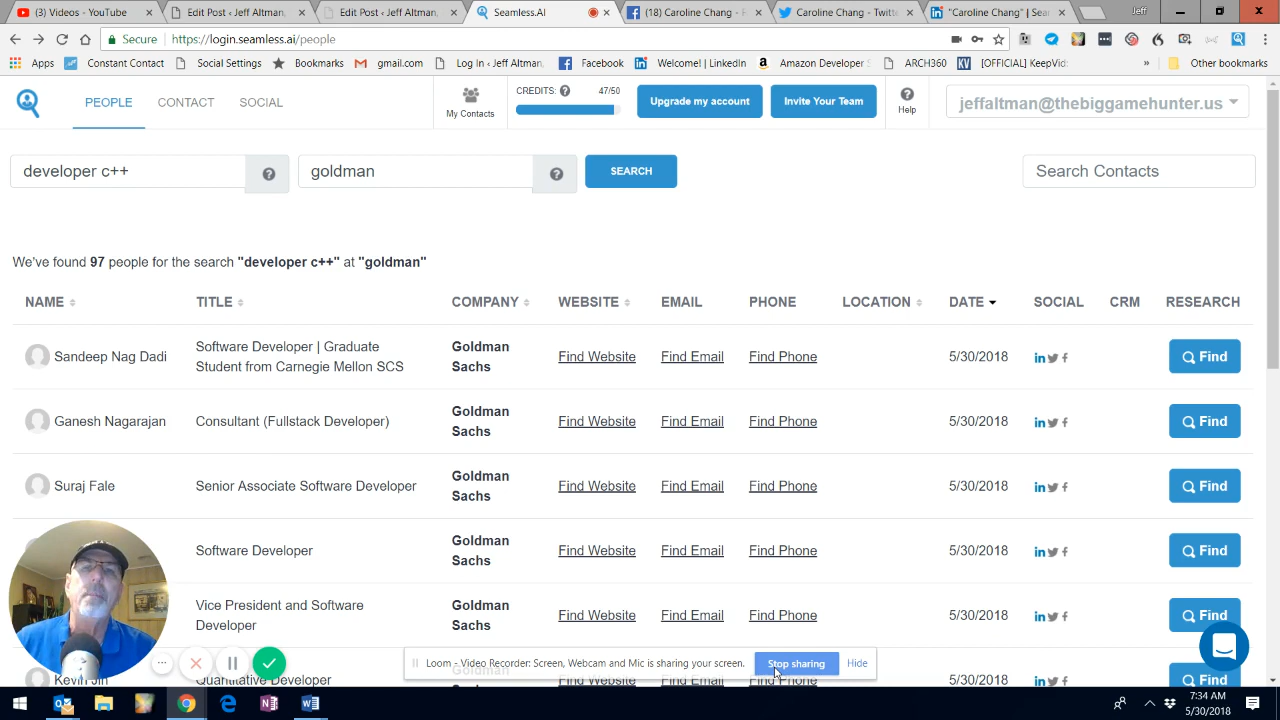 (3) Videos - YouTube
Edit Post ‹ Jeff Altman,
Edit Post ‹ Jeff Altman,
Seamless.AI
(18) Caroline Chang - F
Caroline Chang - Twitte
"Caroline Chang" | Sea
Jeff
Secure
https://login.seamless.ai/people
Apps
Constant Contact
Social Settings
Bookmarks
gmail.com
Log In ‹ Jeff Altman
Facebook
Welcome! | LinkedIn
Amazon Developer S
ARCH360
[OFFICIAL] KeepVid:
»
Other bookmarks
PEOPLE
CONTACT
SOCIAL
My Contacts
CREDITS:
47/50
Upgrade my account
Invite Your Team
Help
jeffaltman@thebiggamehunter.us
developer c++
goldman
SEARCH
Search Contacts
We've found 97 people for the search "developer c++" at "goldman"
NAME TITLE COMPANY WEBSITE EMAIL PHONE LOCATION DATE SOCIAL CRM RESEARCH
Sandeep Nag Dadi
Software Developer | Graduate
Student from Carnegie Mellon SCS
Goldman
Sachs
Find Website Find Email Find Phone 5/30/2018 Find
Ganesh Nagarajan
Consultant (Fullstack Developer)
Goldman
Sachs
Find Website Find Email Find Phone 5/30/2018 Find
Suraj Fale
Senior Associate Software Developer
Goldman
Sachs
Find Website Find Email Find Phone 5/30/2018 Find
Software Developer
Goldman
Sachs
Find Website Find Email Find Phone 5/30/2018 Find
Vice President and Software
Developer
Goldman
Sachs
Find Website Find Email Find Phone 5/30/2018 Find
Loom - Video Recorder: Screen, Webcam and Mic is sharing your screen.
Stop sharing
Hide
Kevin Jin
Quantitative Developer
Goldman
Find Website Find Email Find Phone 5/30/2018 Find
7:34 AM
5/30/2018